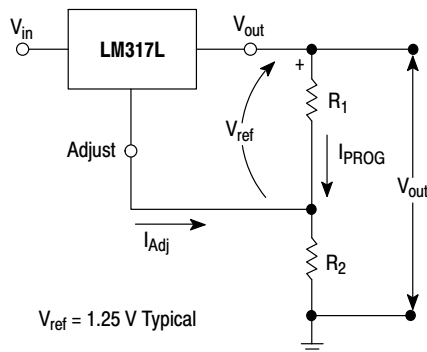 V_in
LM317L
V_out
+
R_1
V_ref
Adjust
I_PROG
V_out
I_Adj
R_2
V_ref = 1.25 V Typical